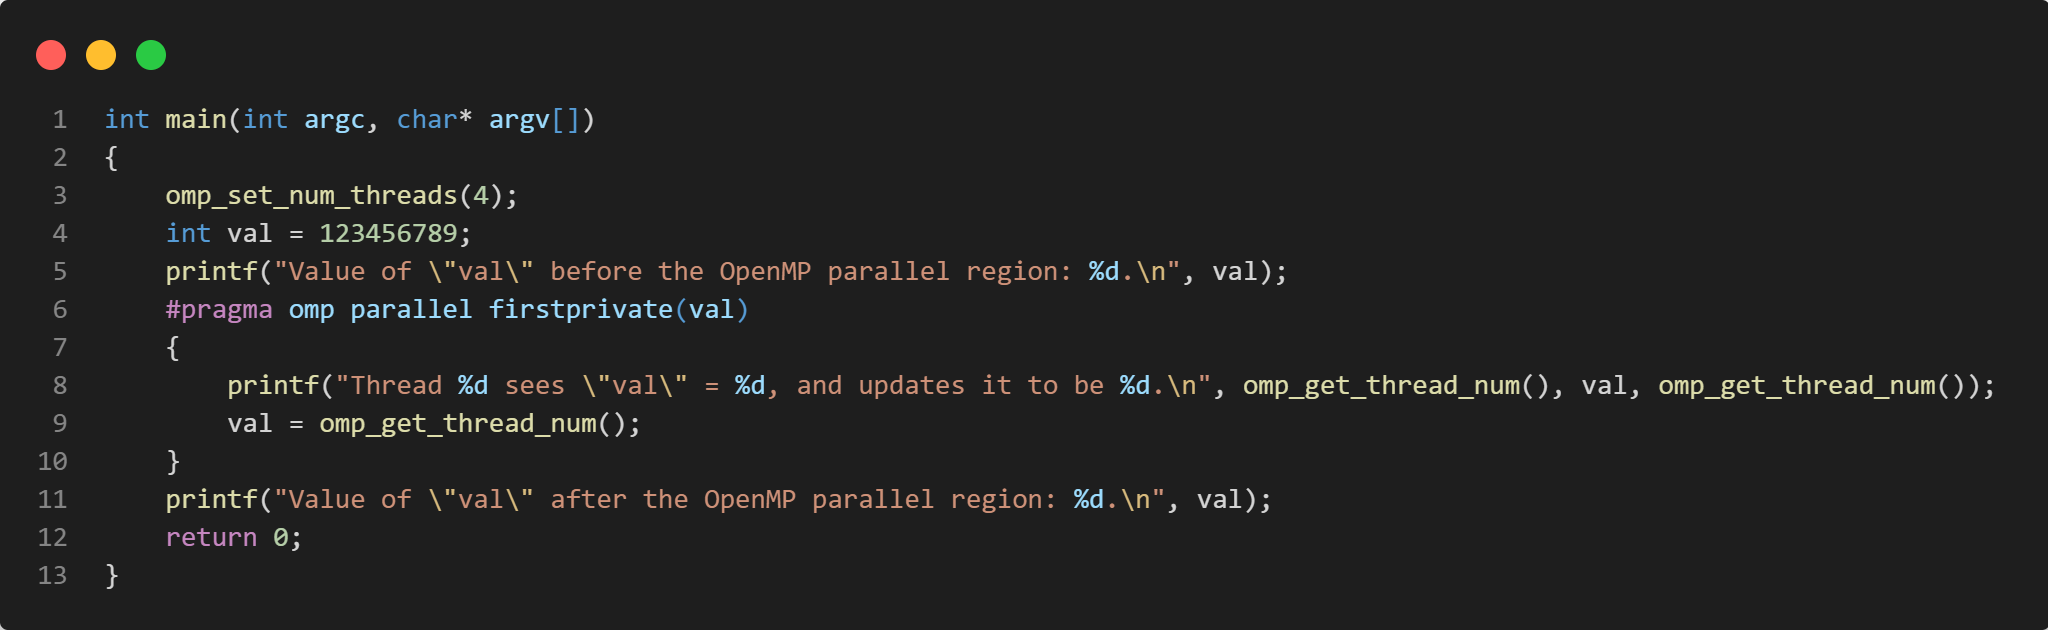 1 int main(int argc, char* argv[])
2 {
3     omp_set_num_threads(4);
4     int val = 123456789;
5     printf("Value of \"val\" before the OpenMP parallel region: %d.\n", val);
6     #pragma omp parallel firstprivate(val)
7     {
8         printf("Thread %d sees \"val\" = %d, and updates it to be %d.\n", omp_get_thread_num(), val, omp_get_thread_num());
9         val = omp_get_thread_num();
10     }
11     printf("Value of \"val\" after the OpenMP parallel region: %d.\n", val);
12     return 0;
13 }